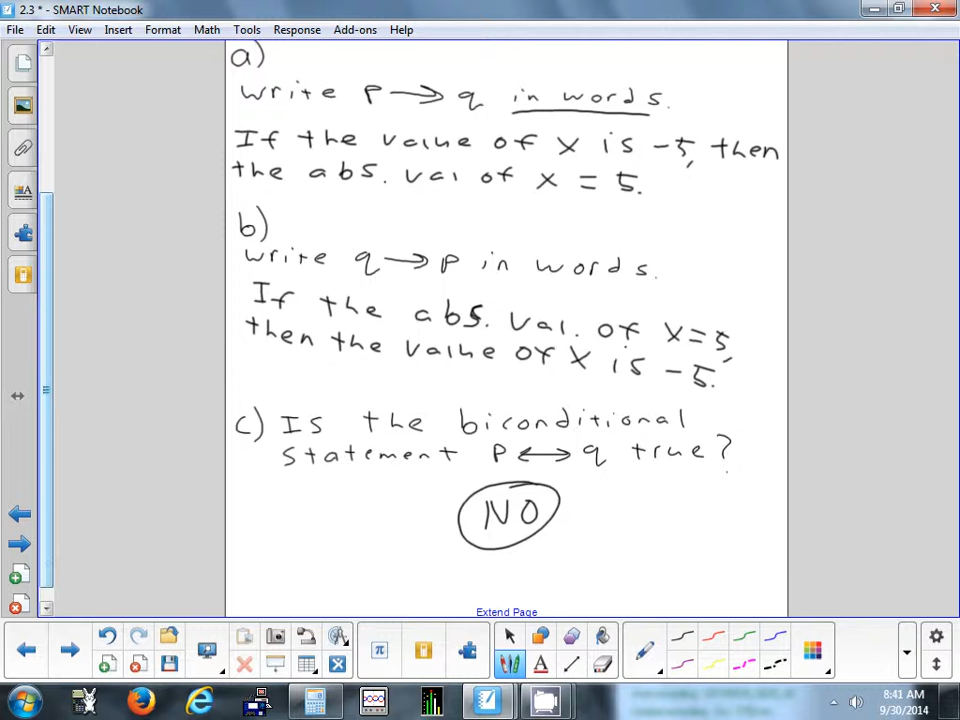 2.3 * - SMART Notebook
File Edit View Insert Format Math Tools Response Add-ons Help
a)
Write P → q in words.
If the value of x is -5, then
the abs. val of x = 5.
b)
Write q → P in words.
If the abs. val. of x = 5,
then the value of x is -5.
c) Is the biconditional
statement P ↔ q true?
NO
Extend Page
8:41 AM
9/30/2014